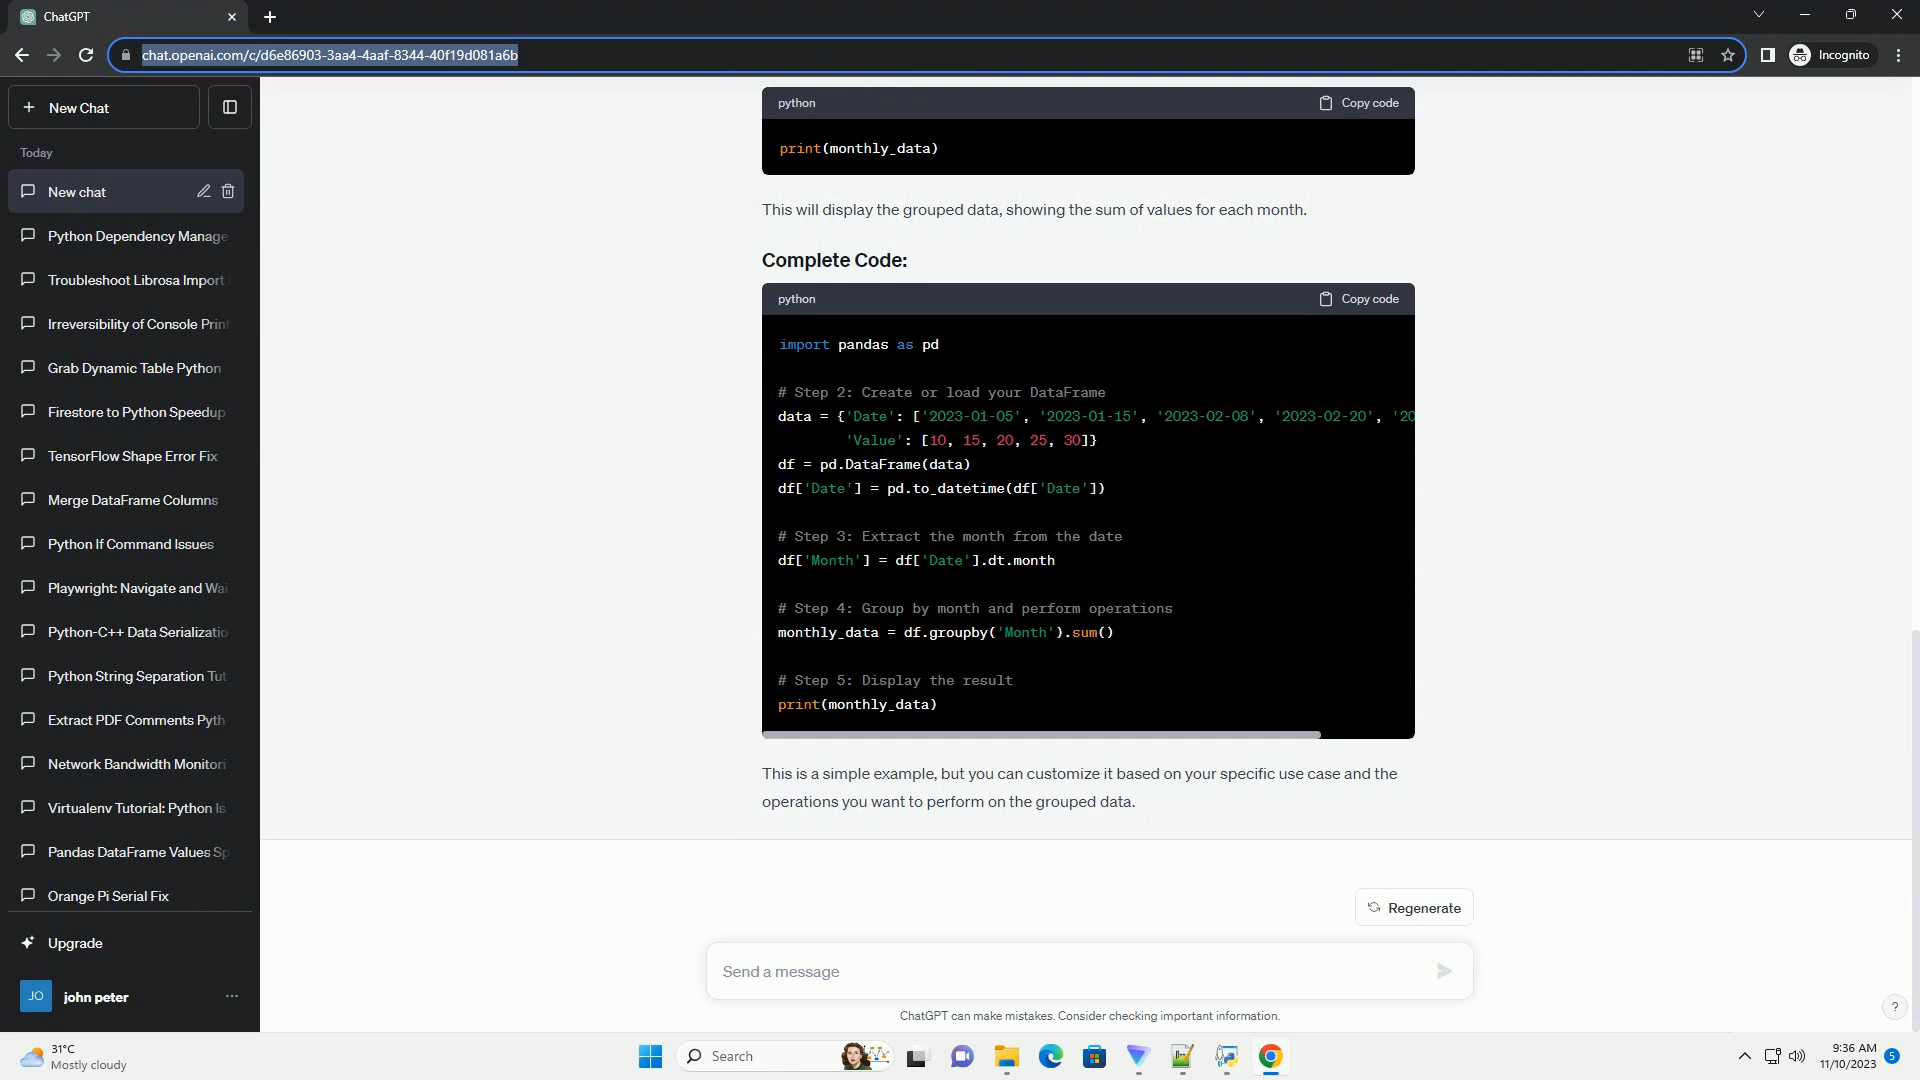 ChatGPT
chat.openai.com/c/d6e86903-3aa4-4aaf-8344-40f19d081a6b
Incognito
New Chat
Today
New chat
Python Dependency Manage
Troubleshoot Librosa Import
Irreversibility of Console Print
Grab Dynamic Table Python
Firestore to Python Speedup
TensorFlow Shape Error Fix
Merge DataFrame Columns
Python If Command Issues
Playwright: Navigate and Wai
Python-C++ Data Serializatio
Python String Separation Tut
Extract PDF Comments Pyth
Network Bandwidth Monitori
Virtualenv Tutorial: Python Is
Pandas DataFrame Values Sp
Orange Pi Serial Fix
Upgrade
JO
john peter
python
Copy code
print(monthly_data)
This will display the grouped data, showing the sum of values for each month.
Complete Code:
python
Copy code
import pandas as pd
# Step 2: Create or load your DataFrame
data = {'Date': ['2023-01-05', '2023-01-15', '2023-02-08', '2023-02-20', '20
'Value': [10, 15, 20, 25, 30]}
df = pd.DataFrame(data)
df['Date'] = pd.to_datetime(df['Date'])
# Step 3: Extract the month from the date
df['Month'] = df['Date'].dt.month
# Step 4: Group by month and perform operations
monthly_data = df.groupby('Month').sum()
# Step 5: Display the result
print(monthly_data)
This is a simple example, but you can customize it based on your specific use case and the
operations you want to perform on the grouped data.
Regenerate
Send a message
ChatGPT can make mistakes. Consider checking important information.
?
31°C
Mostly cloudy
Search
9:36 AM
11/10/2023
5